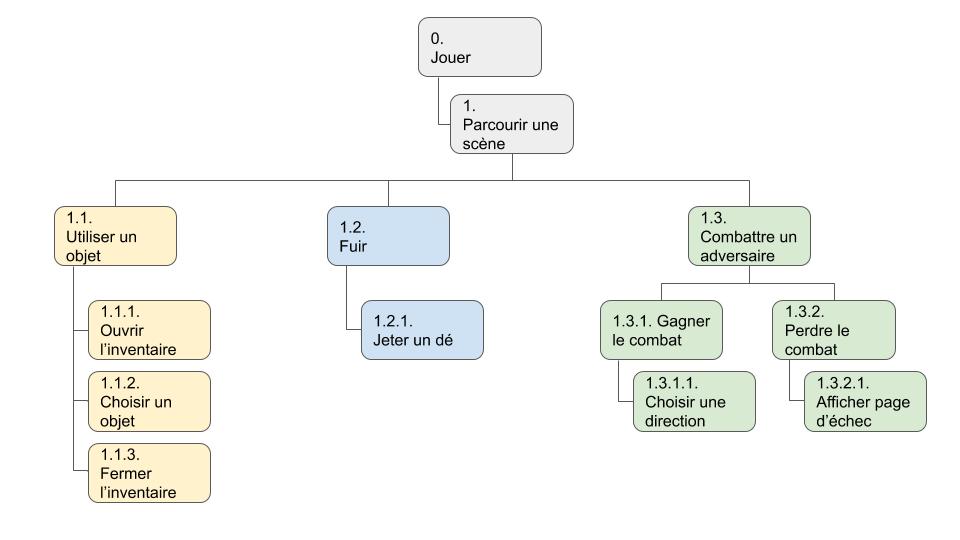 0.
Jouer
1.
Parcourir une
scène
1.1.
Utiliser un
objet
1.1.1.
Ouvrir
l’inventaire
1.1.2.
Choisir un
objet
1.1.3.
Fermer
l’inventaire
1.2.
Fuir
1.2.1.
Jeter un dé
1.3.
Combattre un
adversaire
1.3.1. Gagner
le combat
1.3.1.1.
Choisir une
direction
1.3.2.
Perdre le
combat
1.3.2.1.
Afficher page
d’échec